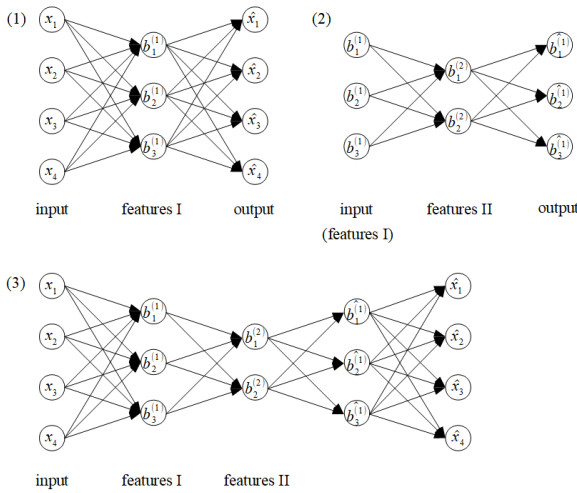 (1)
x₁ b₁⁽¹⁾ x̂₁
x₂ b₂⁽¹⁾ x̂₂
x₃ b₃⁽¹⁾ x̂₃
x₄ x̂₄
input features I output
(2)
b₁⁽¹⁾ b₁⁽²⁾ b̂₁⁽¹⁾
b₂⁽¹⁾ b₂⁽²⁾ b̂₂⁽¹⁾
b₃⁽¹⁾ b̂₃⁽¹⁾
input features II output
(features I)
(3)
x₁ b₁⁽¹⁾ b₁⁽²⁾ b̂₁⁽¹⁾ x̂₁
x₂ b₂⁽¹⁾ b₂⁽²⁾ b̂₂⁽¹⁾ x̂₂
x₃ b₃⁽¹⁾ b̂₃⁽¹⁾ x̂₃
x₄ x̂₄
input features I features II